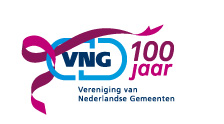 VNG 100
jaar
Vereniging van
Nederlandse Gemeenten